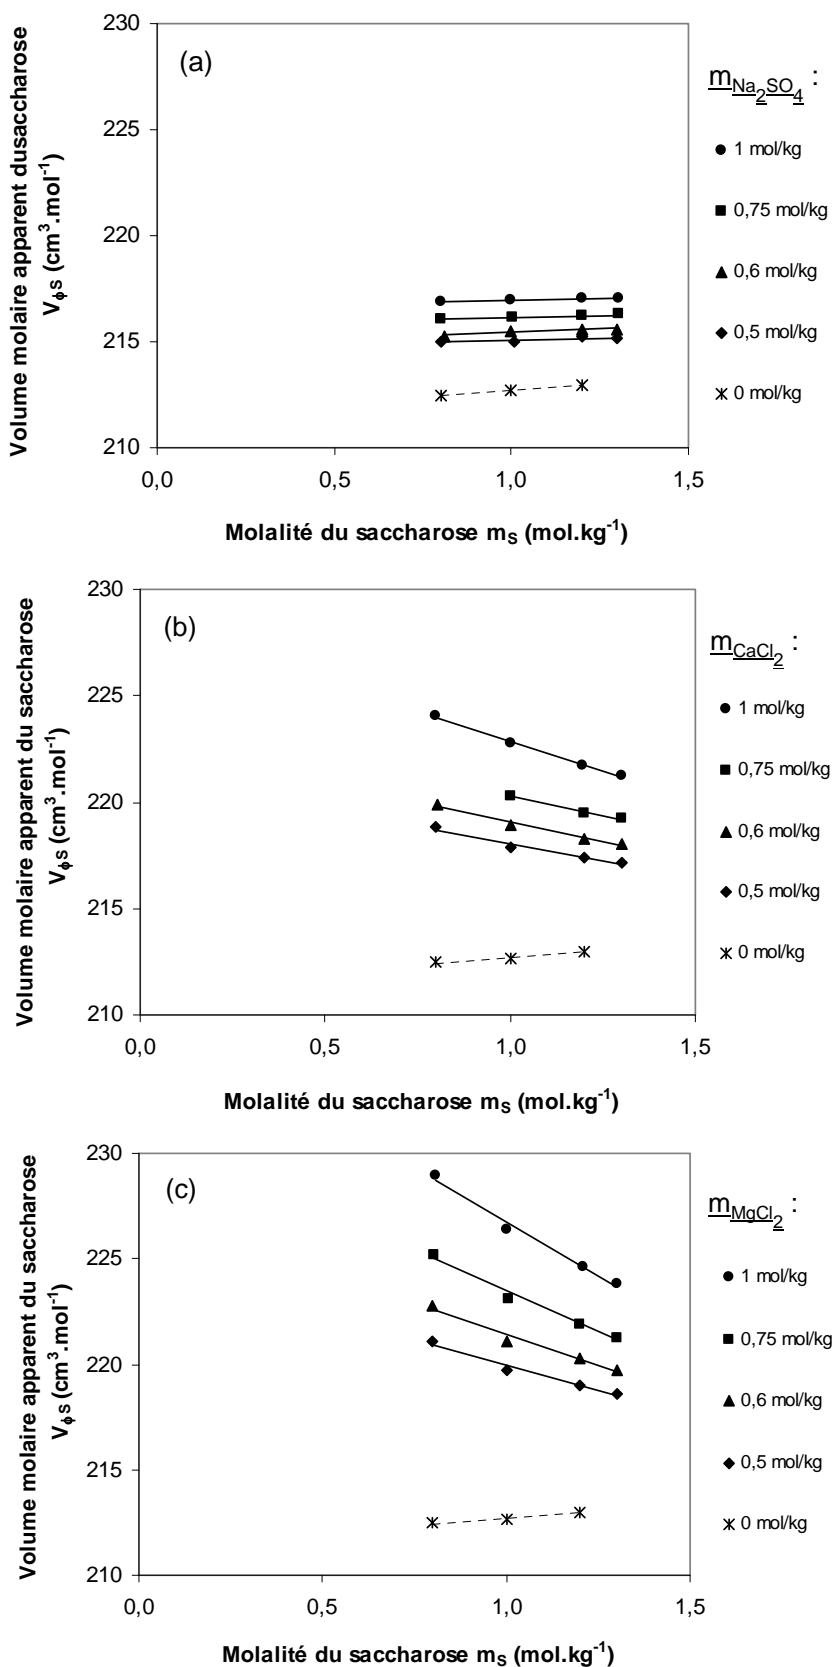 Volume molaire apparent dusaccharose
VϕS (cm³.mol⁻¹)
230
225
220
215
210
(a)
0,0
0,5
1,0
1,5
Molalité du saccharose mS (mol.kg⁻¹)
mNa2SO4 :
1 mol/kg
0,75 mol/kg
0,6 mol/kg
0,5 mol/kg
0 mol/kg
Volume molaire apparent du saccharose
VϕS (cm³.mol⁻¹)
230
225
220
215
210
(b)
0,0
0,5
1,0
1,5
Molalité du saccharose mS (mol.kg⁻¹)
mCaCl2 :
1 mol/kg
0,75 mol/kg
0,6 mol/kg
0,5 mol/kg
0 mol/kg
Volume molaire apparent du saccharose
VϕS (cm³.mol⁻¹)
230
225
220
215
210
(c)
0,0
0,5
1,0
1,5
Molalité du saccharose mS (mol.kg⁻¹)
mMgCl2 :
1 mol/kg
0,75 mol/kg
0,6 mol/kg
0,5 mol/kg
0 mol/kg